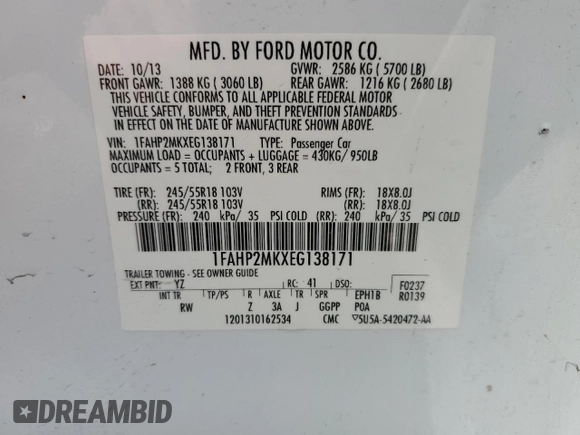 MFD. BY FORD MOTOR CO.
DATE: 10/13 GVWR: 2586 KG ( 5700 LB)
FRONT GAWR: 1388 KG ( 3060 LB) REAR GAWR: 1216 KG ( 2680 LB)
THIS VEHICLE CONFORMS TO ALL APPLICABLE FEDERAL MOTOR
VEHICLE SAFETY, BUMPER, AND THEFT PREVENTION STANDARDS
IN EFFECT ON THE DATE OF MANUFACTURE SHOWN ABOVE.
VIN: 1FAHP2MKXEG138171 TYPE: Passenger Car
MAXIMUM LOAD = OCCUPANTS + LUGGAGE = 430KG/ 950LB
OCCUPANTS = 5 TOTAL; 2 FRONT, 3 REAR
TIRE (FR): 245/55R18 103V RIMS (FR): 18X8.0J
(RR): 245/55R18 103V (RR): 18X8.0J
PRESSURE (FR): 240 kPa/ 35 PSI COLD (RR): 240 kPa/ 35 PSI COLD
1FAHP2MKXEG138171
TRAILER TOWING - SEE OWNER GUIDE
EXT PNT: YZ RC: 41 DSO: F0237
INT TR TP/PS R AXLE TR SPR EPH1B R0139
RW Z 3A J GGPP POA
1201310162534 CMC 5U5A-5420472-AA
DREAMBID